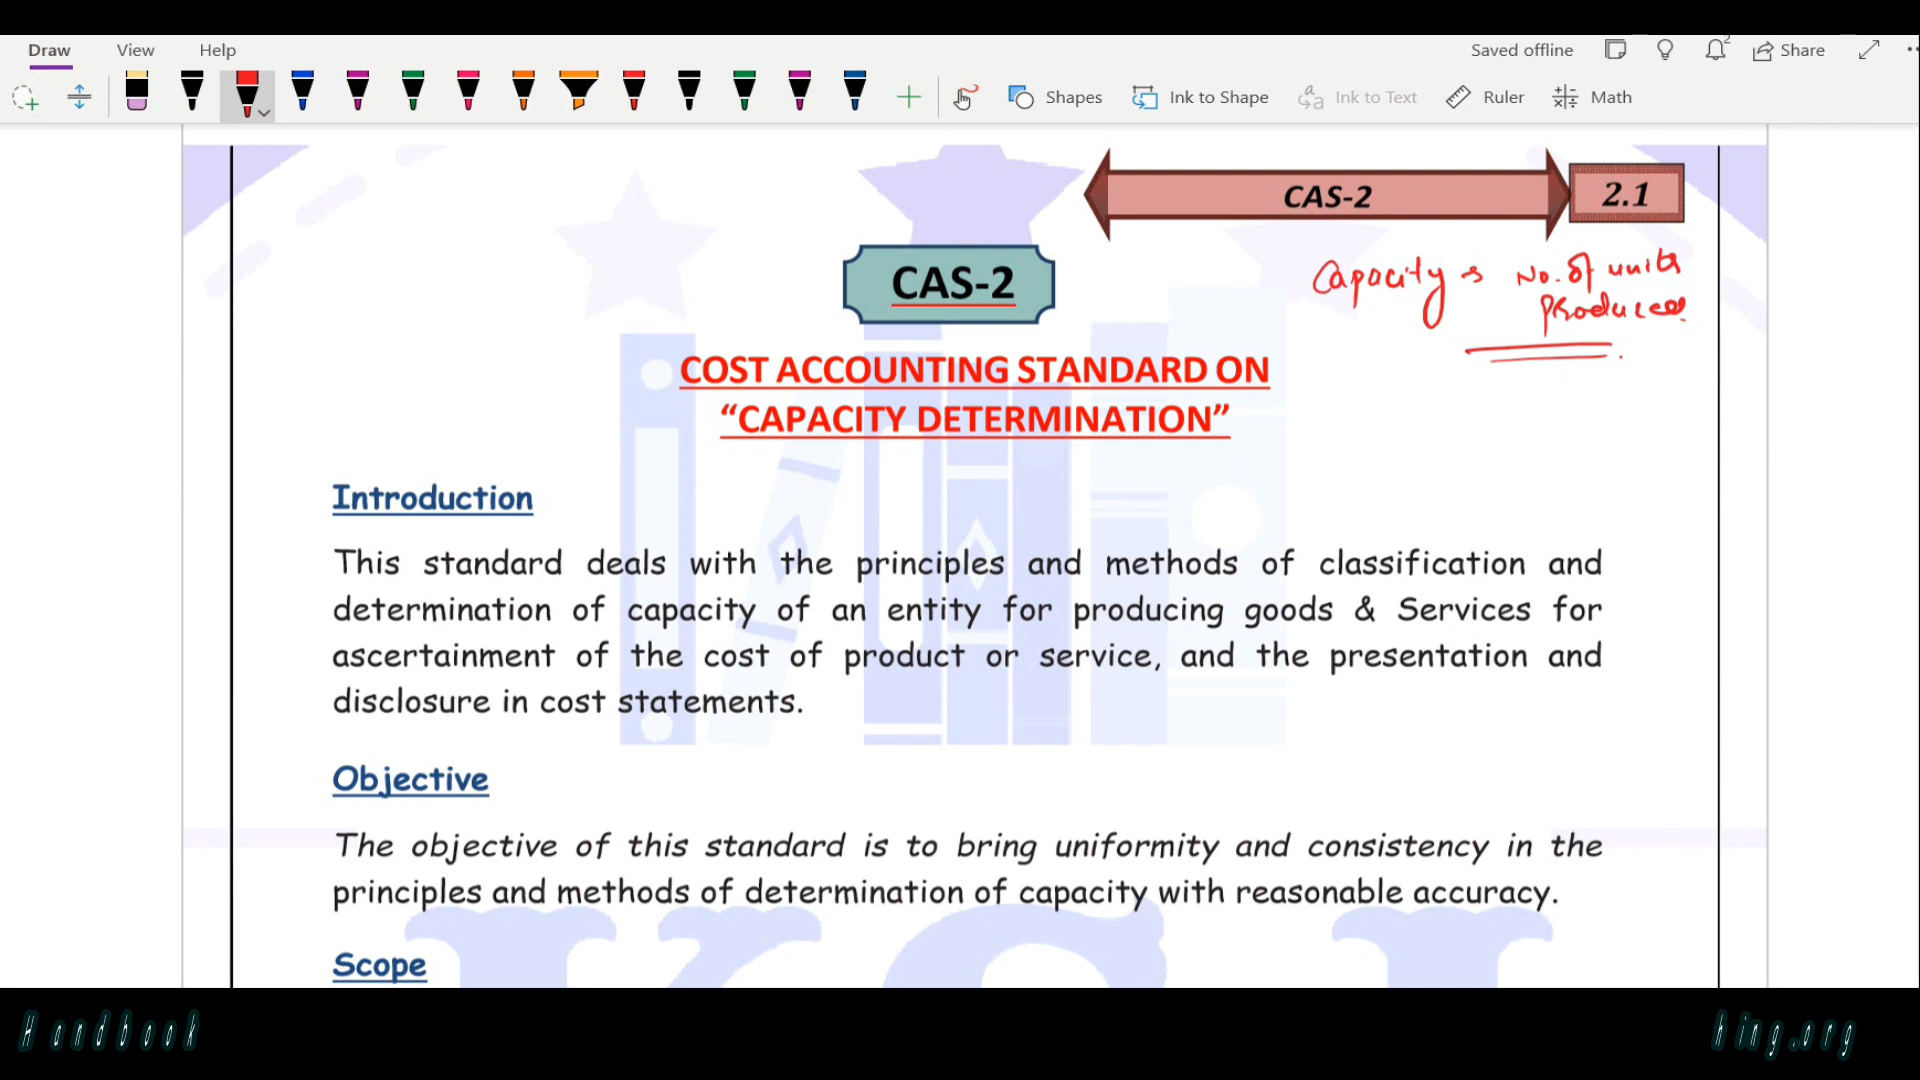 Draw View Help Saved offline 2 Share
Shapes Ink to Shape Ink to Text Ruler Math
CAS-2 2.1
CAS-2
Capacity No. of units
Produced
COST ACCOUNTING STANDARD ON
“CAPACITY DETERMINATION”
Introduction
This standard deals with the principles and methods of classification and
determination of capacity of an entity for producing goods & Services for
ascertainment of the cost of product or service, and the presentation and
disclosure in cost statements.
Objective
The objective of this standard is to bring uniformity and consistency in the
principles and methods of determination of capacity with reasonable accuracy.
Scope
Handbook hing.org